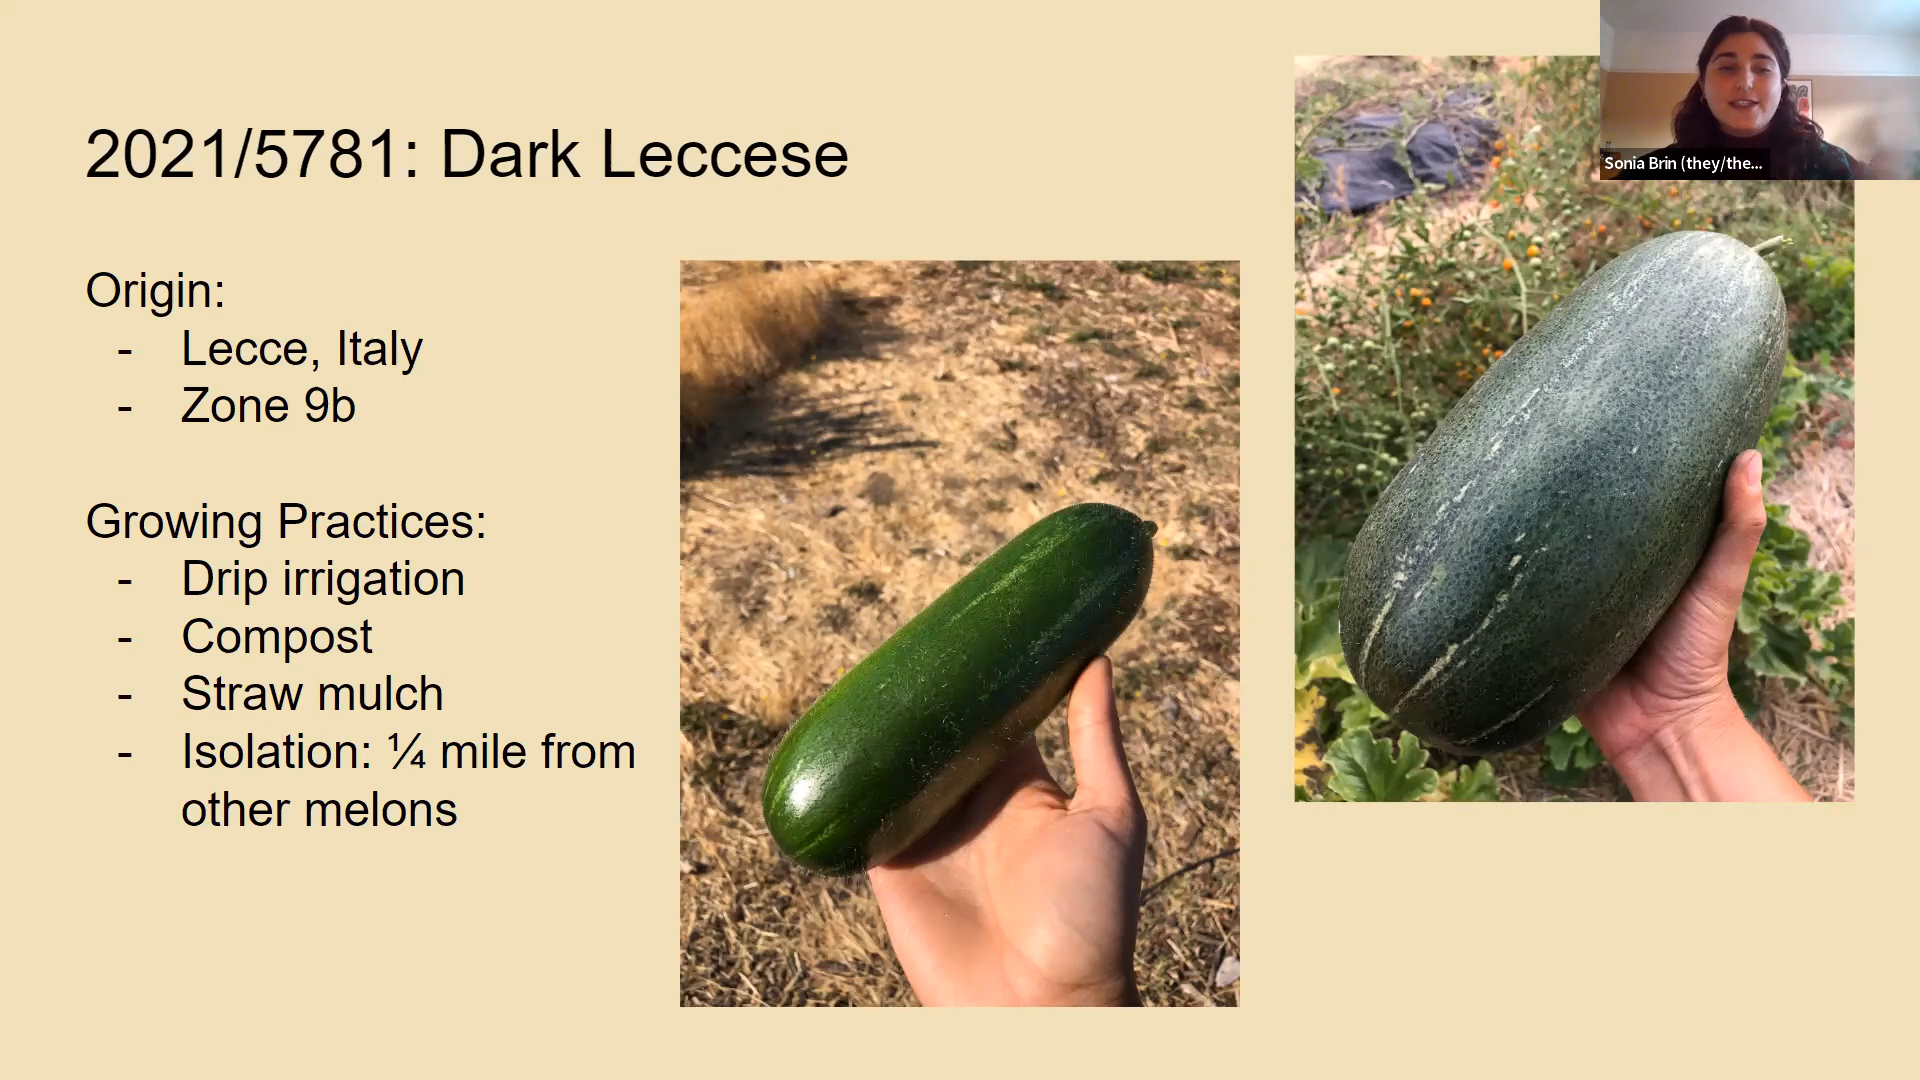 2021/5781: Dark Leccese
Origin:
- Lecce, Italy
- Zone 9b
Growing Practices:
- Drip irrigation
- Compost
- Straw mulch
- Isolation: ¼ mile from
other melons
Sonia Brin (they/the...